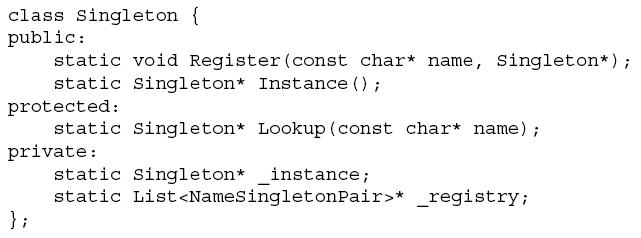 class Singleton {
public:
    static void Register(const char* name, Singleton*);
    static Singleton* Instance();
protected:
    static Singleton* Lookup(const char* name);
private:
    static Singleton* _instance;
    static List<NameSingletonPair>* _registry;
};